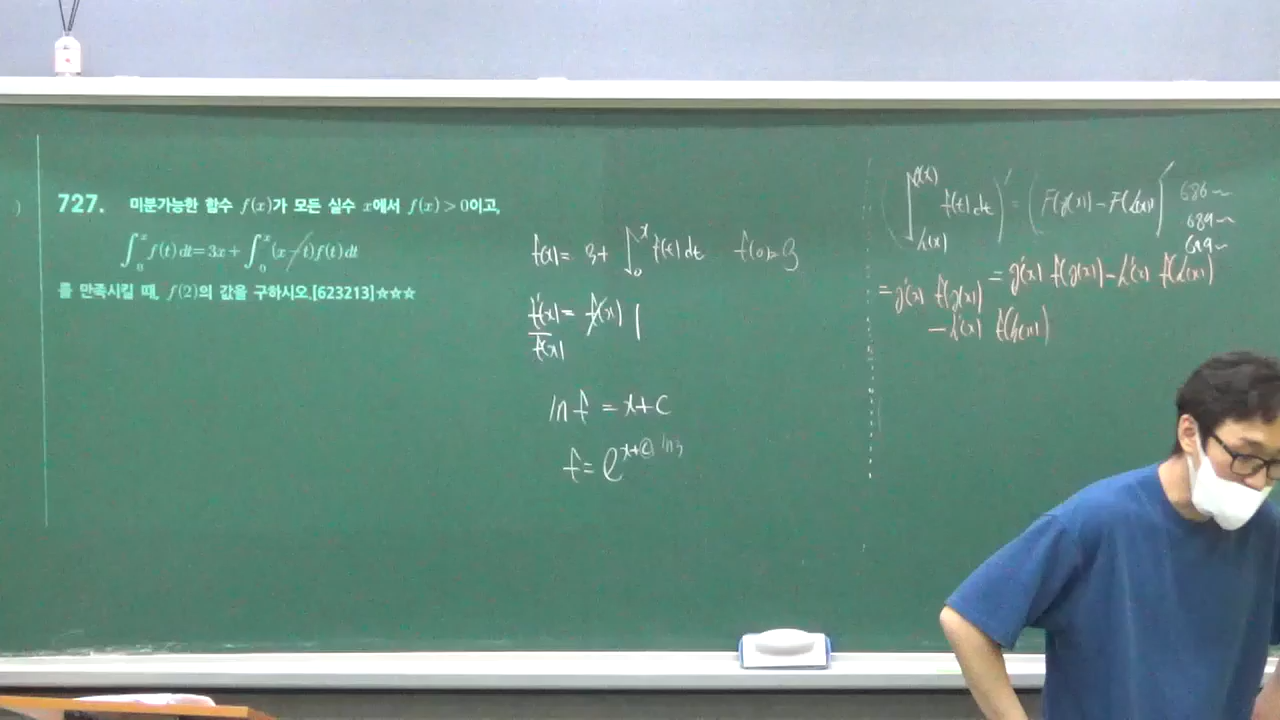 727. 미분가능한 함수 f(x)가 모든 실수 x에서 f(x) > 0이고,
∫₀ˣ f(t)dt = 3x + ∫₀ˣ (x-t)f(t)dt
를 만족시킬 때, f(2)의 값을 구하시오.[623213]☆☆☆
f(x) = 3 + ∫₀ˣ f(t)dt f(0)=3
f'(x) = f(x) 1
f(x)
ln f = x+c
f = e^(x+c) ln3
(∫_{h(x)}^{g(x)} f(t)dt)' = (F(g(x)) - F(h(x)))'
686~
689~
= g'(x) f(g(x)) - h'(x) f(h(x))
= g'(x) f(g(x))
- h'(x) f(h(x))